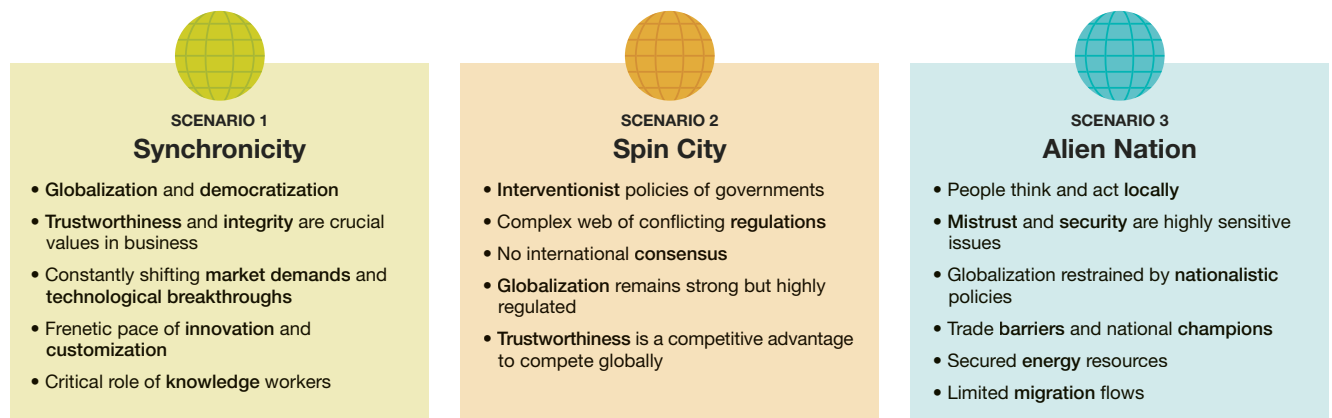 SCENARIO 1
Synchronicity
• Globalization and democratization
• Trustworthiness and integrity are crucial
values in business
• Constantly shifting market demands and
technological breakthroughs
• Frenetic pace of innovation and
customization
• Critical role of knowledge workers
SCENARIO 2
Spin City
• Interventionist policies of governments
• Complex web of conflicting regulations
• No international consensus
• Globalization remains strong but highly
regulated
• Trustworthiness is a competitive advantage
to compete globally
SCENARIO 3
Alien Nation
• People think and act locally
• Mistrust and security are highly sensitive
issues
• Globalization restrained by nationalistic
policies
• Trade barriers and national champions
• Secured energy resources
• Limited migration flows